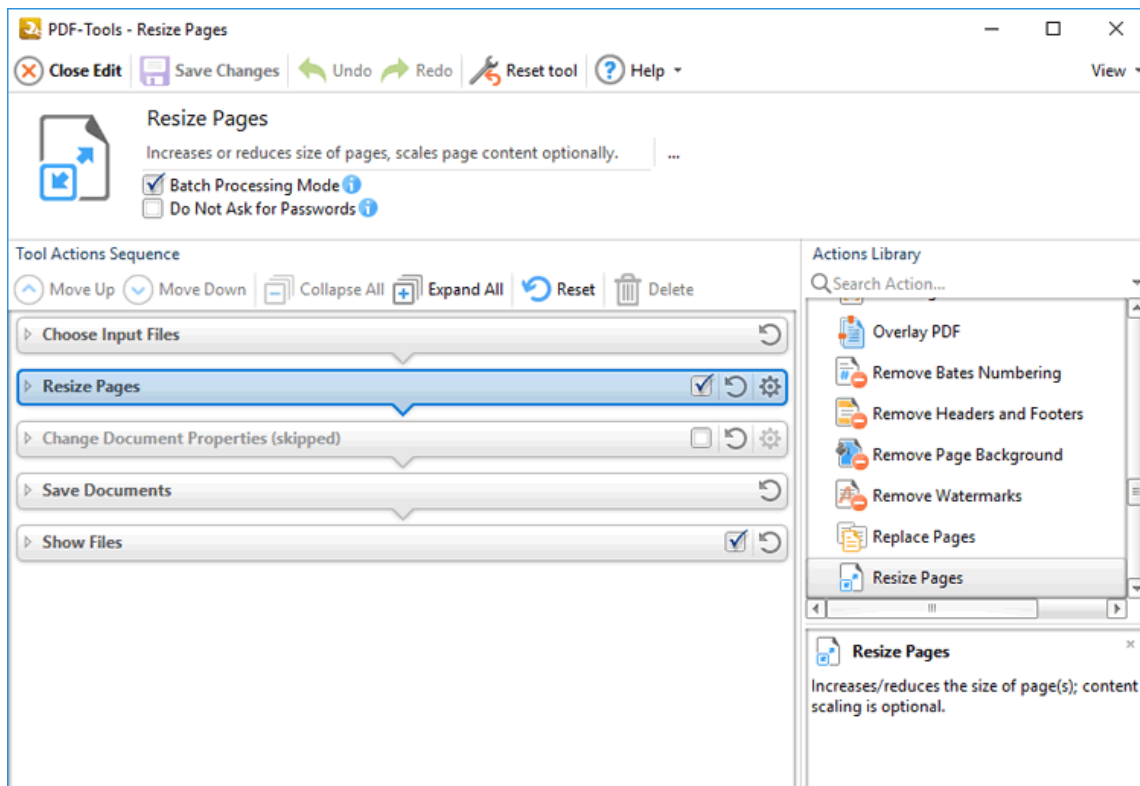 PDF-Tools - Resize Pages
Close Edit Save Changes Undo Redo Reset tool Help View
Resize Pages
Increases or reduces size of pages, scales page content optionally. ...
Batch Processing Mode
Do Not Ask for Passwords
Tool Actions Sequence
Move Up Move Down Collapse All Expand All Reset Delete
Choose Input Files
Resize Pages
Change Document Properties (skipped)
Save Documents
Show Files
Actions Library
Search Action...
Overlay PDF
Remove Bates Numbering
Remove Headers and Footers
Remove Page Background
Remove Watermarks
Replace Pages
Resize Pages
Resize Pages
Increases/reduces the size of page(s); content
scaling is optional.